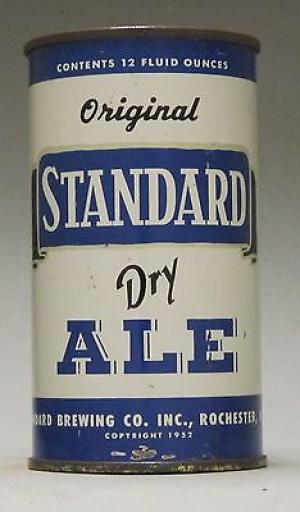 CONTENTS 12 FLUID OUNCES
Original
STANDARD
Dry
ALE
DARD BREWING CO. INC., ROCHESTER,
COPYRIGHT 1952